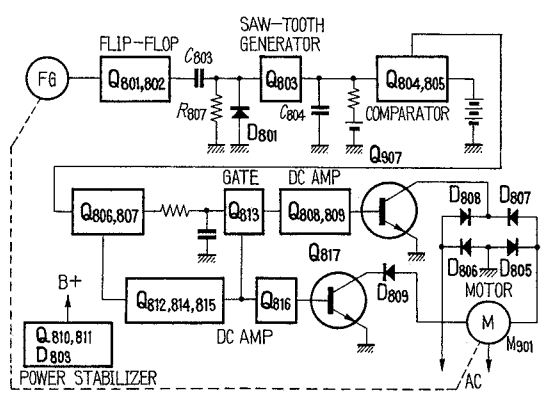 SAW-TOOTH
GENERATOR
FLIP-FLOP
C803
FG
Q801,802
Q803
Q804,805
R807
D801
C804
COMPARATOR
Q907
GATE
DC AMP
D808
D807
Q806,807
Q813
Q808,809
Q817
D806
D805
B+
Q812,814,815
Q816
D809
MOTOR
M
M901
DC AMP
Q810,811
D803
POWER STABILIZER
AC